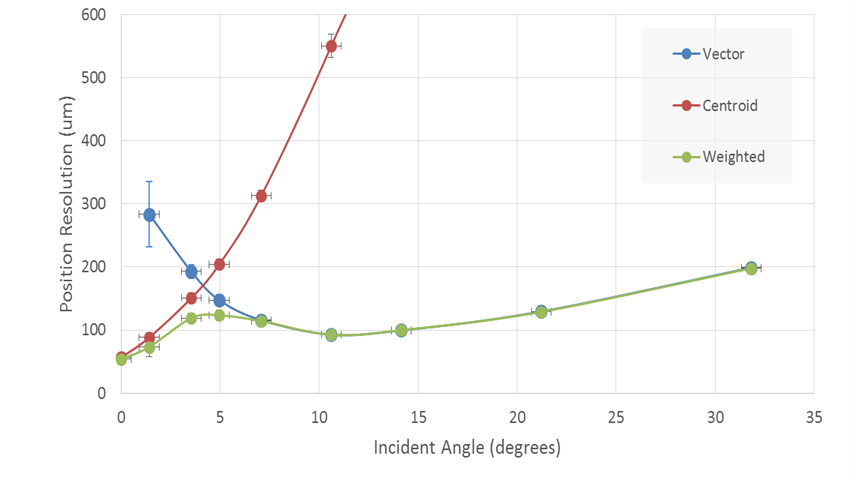 600
500
400
300
200
100
0
Position Resolution (um)
Vector
Centroid
Weighted
0 5 10 15 20 25 30 35
Incident Angle (degrees)